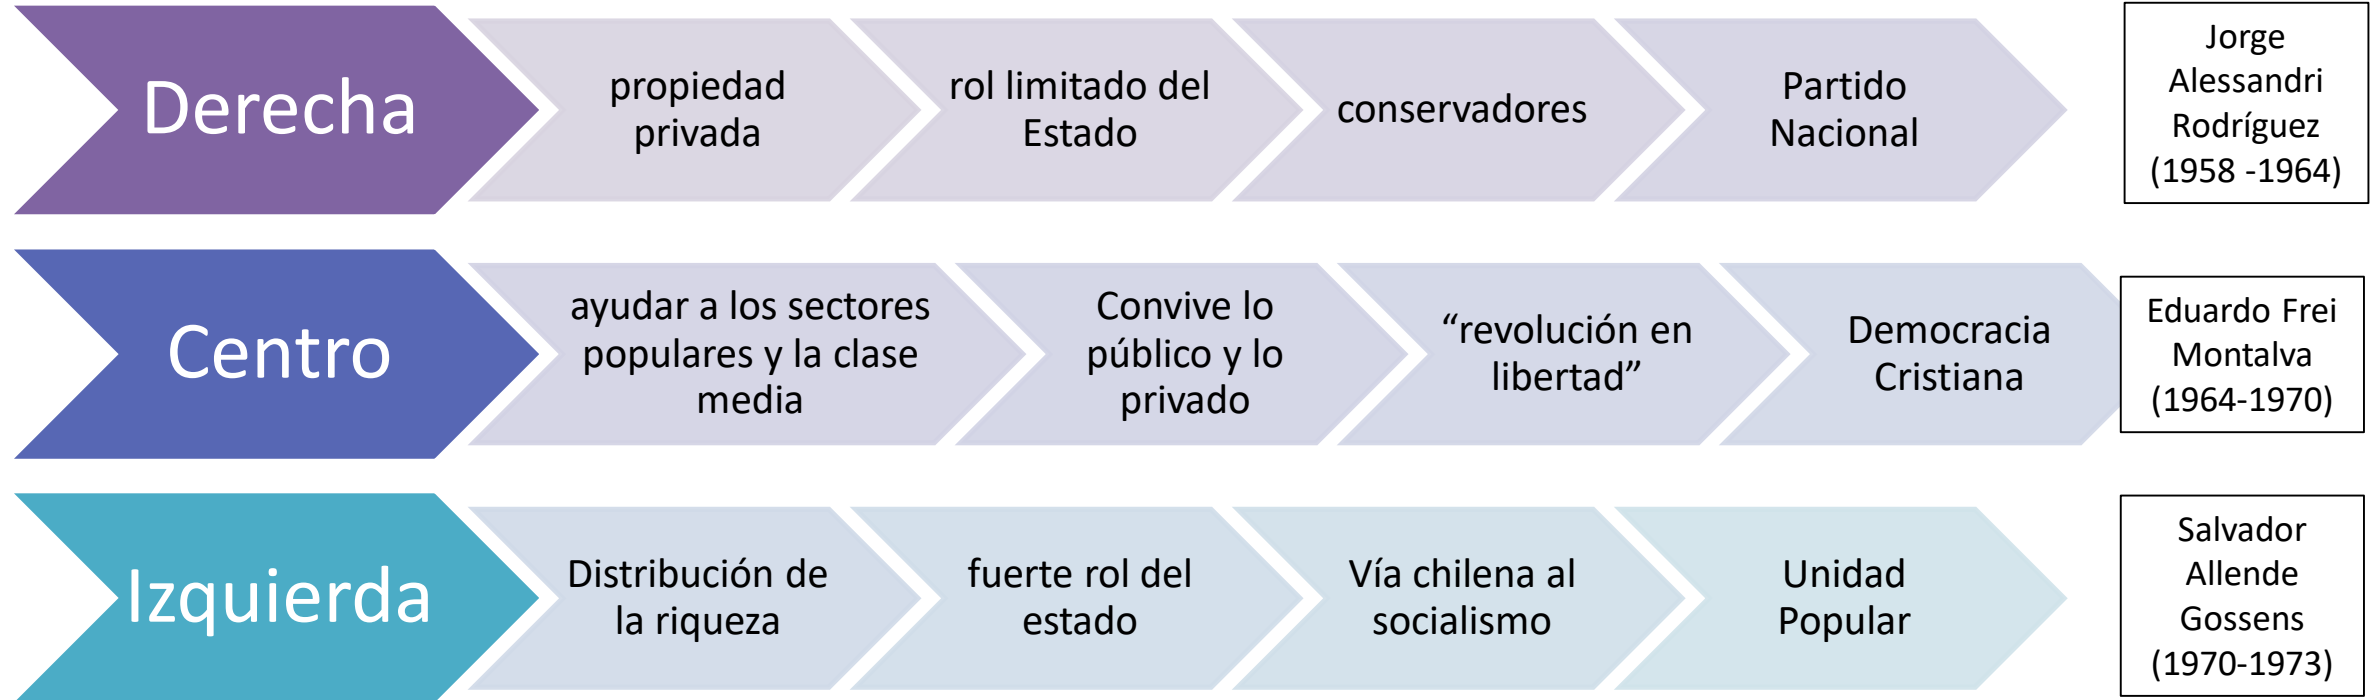 Derecha
propiedad
privada
rol limitado del
Estado
conservadores
Partido
Nacional
Jorge
Alessandri
Rodríguez
(1958 -1964)
Centro
ayudar a los sectores
populares y la clase
media
Convive lo
público y lo
privado
“revolución en
libertad”
Democracia
Cristiana
Eduardo Frei
Montalva
(1964-1970)
Izquierda
Distribución de
la riqueza
fuerte rol del
estado
Vía chilena al
socialismo
Unidad
Popular
Salvador
Allende
Gossens
(1970-1973)